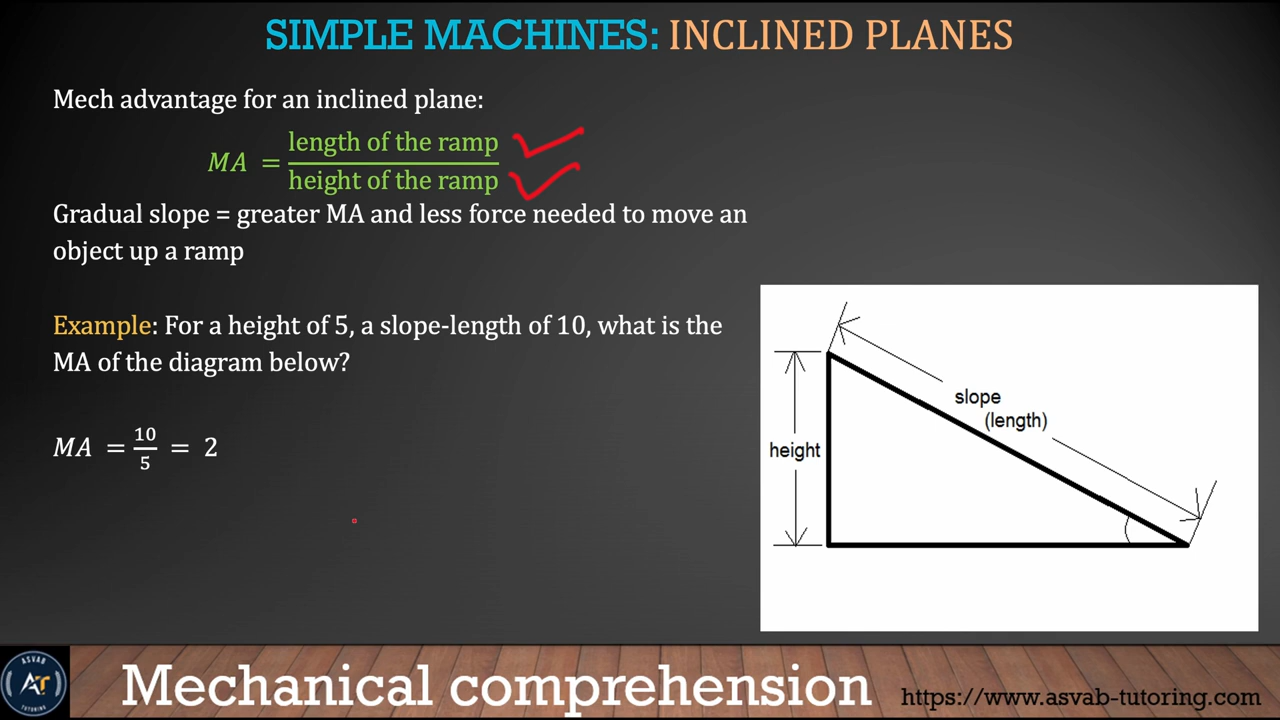 SIMPLE MACHINES: INCLINED PLANES
Mech advantage for an inclined plane:
MA = length of the ramp / height of the ramp
Gradual slope = greater MA and less force needed to move an
object up a ramp
Example: For a height of 5, a slope-length of 10, what is the
MA of the diagram below?
MA = 10/5 = 2
slope
(length)
height
ASVAB
AT
TUTORING
Mechanical comprehension
https://www.asvab-tutoring.com